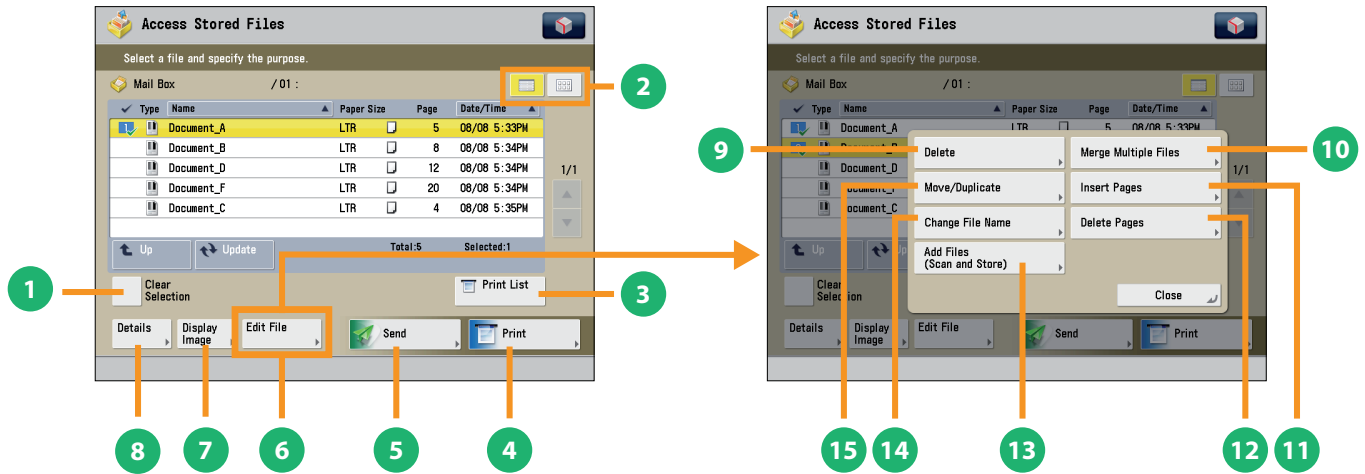 Access Stored Files
Select a file and specify the purpose.
Mail Box /01 :
Type Name Paper Size Page Date/Time
1 Document_A LTR 5 08/08 5:33PM
Document_B LTR 8 08/08 5:34PM
Document_D LTR 12 08/08 5:34PM
Document_F LTR 20 08/08 5:34PM
Document_C LTR 4 08/08 5:35PM
1/1
Up Update Total:5 Selected:1
Clear
Selection
Print List
Details Display
Image Edit File Send Print
1
2
3
4
5
6
7
8
Access Stored Files
Select a file and specify the purpose.
Mail Box /01 :
Type Name Paper Size Page Date/Time
Document_A LTR 5 08/08 5:33PM
Document_D
Document_C
1/1
Up
Clear
Selection
Delete Merge Multiple Files
Move/Duplicate Insert Pages
Change File Name Delete Pages
Add Files
(Scan and Store)
Close
Details Display
Image Edit File Send Print
9
10
11
12
13
14
15